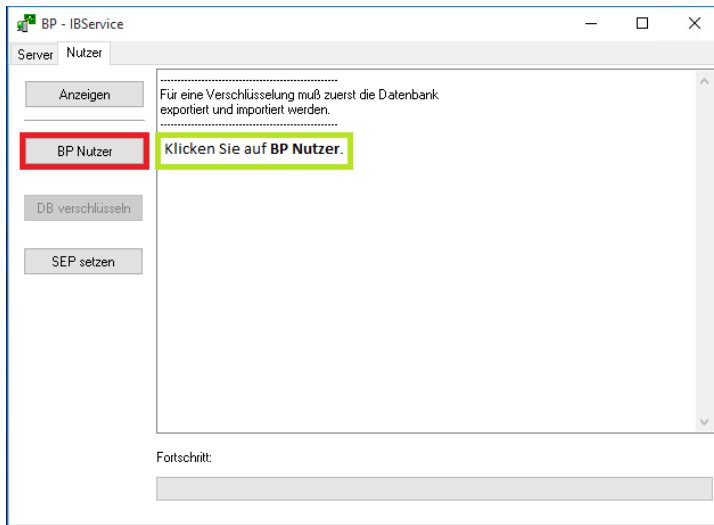 BP - IBService
Server Nutzer
Anzeigen
--------------------------------------------------
Für eine Verschlüsselung muß zuerst die Datenbank
exportiert und importiert werden.
--------------------------------------------------
BP Nutzer
Klicken Sie auf BP Nutzer.
DB verschlüsseln
SEP setzen
Fortschritt: